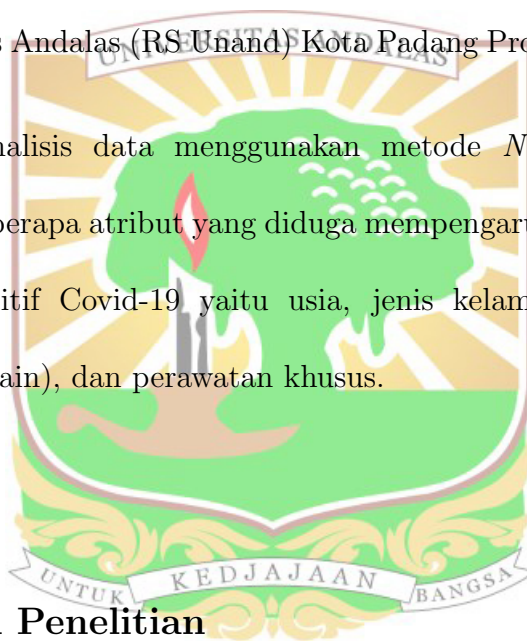 s Andalas (RS Unand) Kota Padang Pro
UNIVERSITAS ANDALAS
nalisis data menggunakan metode N
berapa atribut yang diduga mempengaru
itif Covid-19 yaitu usia, jenis kelam
ain), dan perawatan khusus.
UNTUK KEDJAJAAN BANGSA
Penelitian